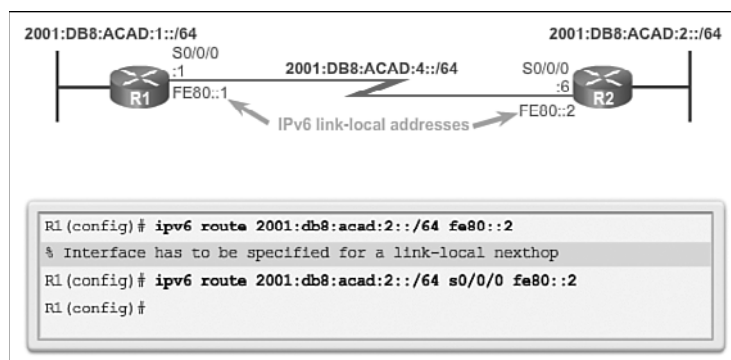 2001:DB8:ACAD:1::/64
2001:DB8:ACAD:2::/64
S0/0/0
:1
2001:DB8:ACAD:4::/64
S0/0/0
:6
R1
FE80::1
R2
FE80::2
IPv6 link-local addresses
R1(config)# ipv6 route 2001:db8:acad:2::/64 fe80::2
% Interface has to be specified for a link-local nexthop
R1(config)# ipv6 route 2001:db8:acad:2::/64 s0/0/0 fe80::2
R1(config)#